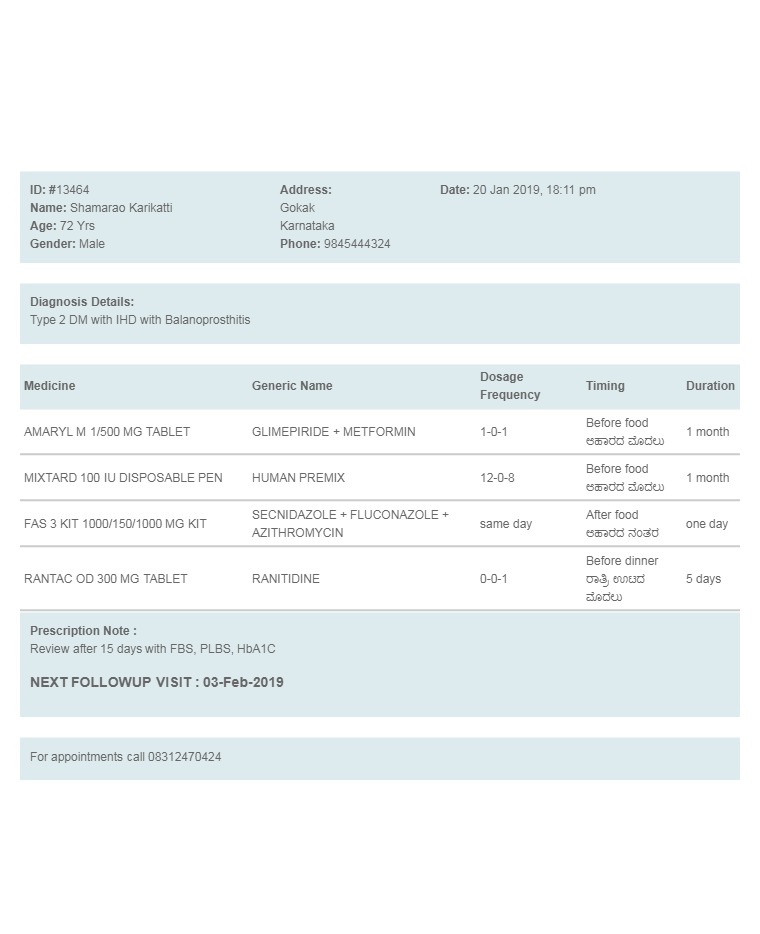 ID: #13464
Name: Shamarao Karikatti
Age: 72 Yrs
Gender: Male
Address:
Gokak
Karnataka
Phone: 9845444324
Date: 20 Jan 2019, 18:11 pm
Diagnosis Details:
Type 2 DM with IHD with Balanoprosthitis
Medicine Generic Name Dosage Frequency Timing Duration
AMARYL M 1/500 MG TABLET GLIMEPIRIDE + METFORMIN 1-0-1 Before food 1 month
ಆಹಾರದ ಮೊದಲು
MIXTARD 100 IU DISPOSABLE PEN HUMAN PREMIX 12-0-8 Before food 1 month
ಆಹಾರದ ಮೊದಲು
FAS 3 KIT 1000/150/1000 MG KIT SECNIDAZOLE + FLUCONAZOLE + AZITHROMYCIN same day After food one day
ಆಹಾರದ ನಂತರ
RANTAC OD 300 MG TABLET RANITIDINE 0-0-1 Before dinner 5 days
ರಾತ್ರಿ ಊಟದ
ಮೊದಲು
Prescription Note :
Review after 15 days with FBS, PLBS, HbA1C
NEXT FOLLOWUP VISIT : 03-Feb-2019
For appointments call 08312470424